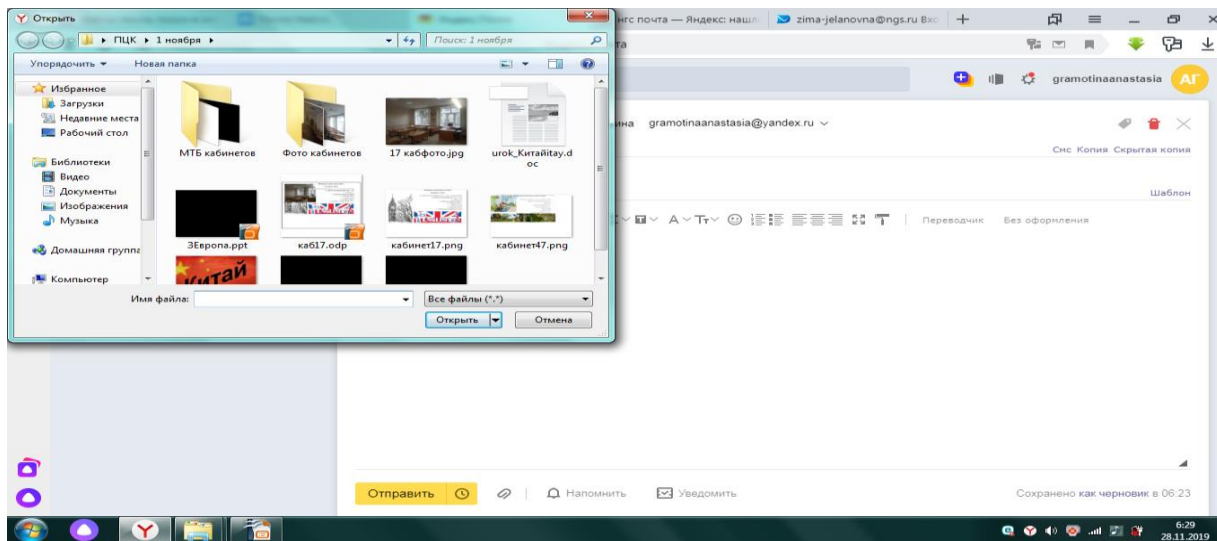 Открыть
ПЦК ▸ 1 ноября ▸
Поиск: 1 ноября
нгс почта — Яндекс: нашл
zima-jelanovna@ngs.ru Вхо
Упорядочить
Новая папка
gramotinaanastasia
АГ
Избранное
Загрузки
Недавние места
Рабочий стол
Библиотеки
Видео
Документы
Изображения
Музыка
Домашняя группа
Компьютер
МТБ кабинетов
Фото кабинетов
17 кабфото.jpg
urok_Китайitay.d
oc
3Европа.ppt
каб17.odp
кабинет17.png
кабинет47.png
Китай
Имя файла:
Все файлы (*.*)
Открыть
Отмена
ина gramotinaanastasia@yandex.ru
Смс Копия Скрытая копия
Шаблон
Переводчик Без оформления
Отправить
Напомнить
Уведомить
Сохранено как черновик в 06:23
6:29
28.11.2019